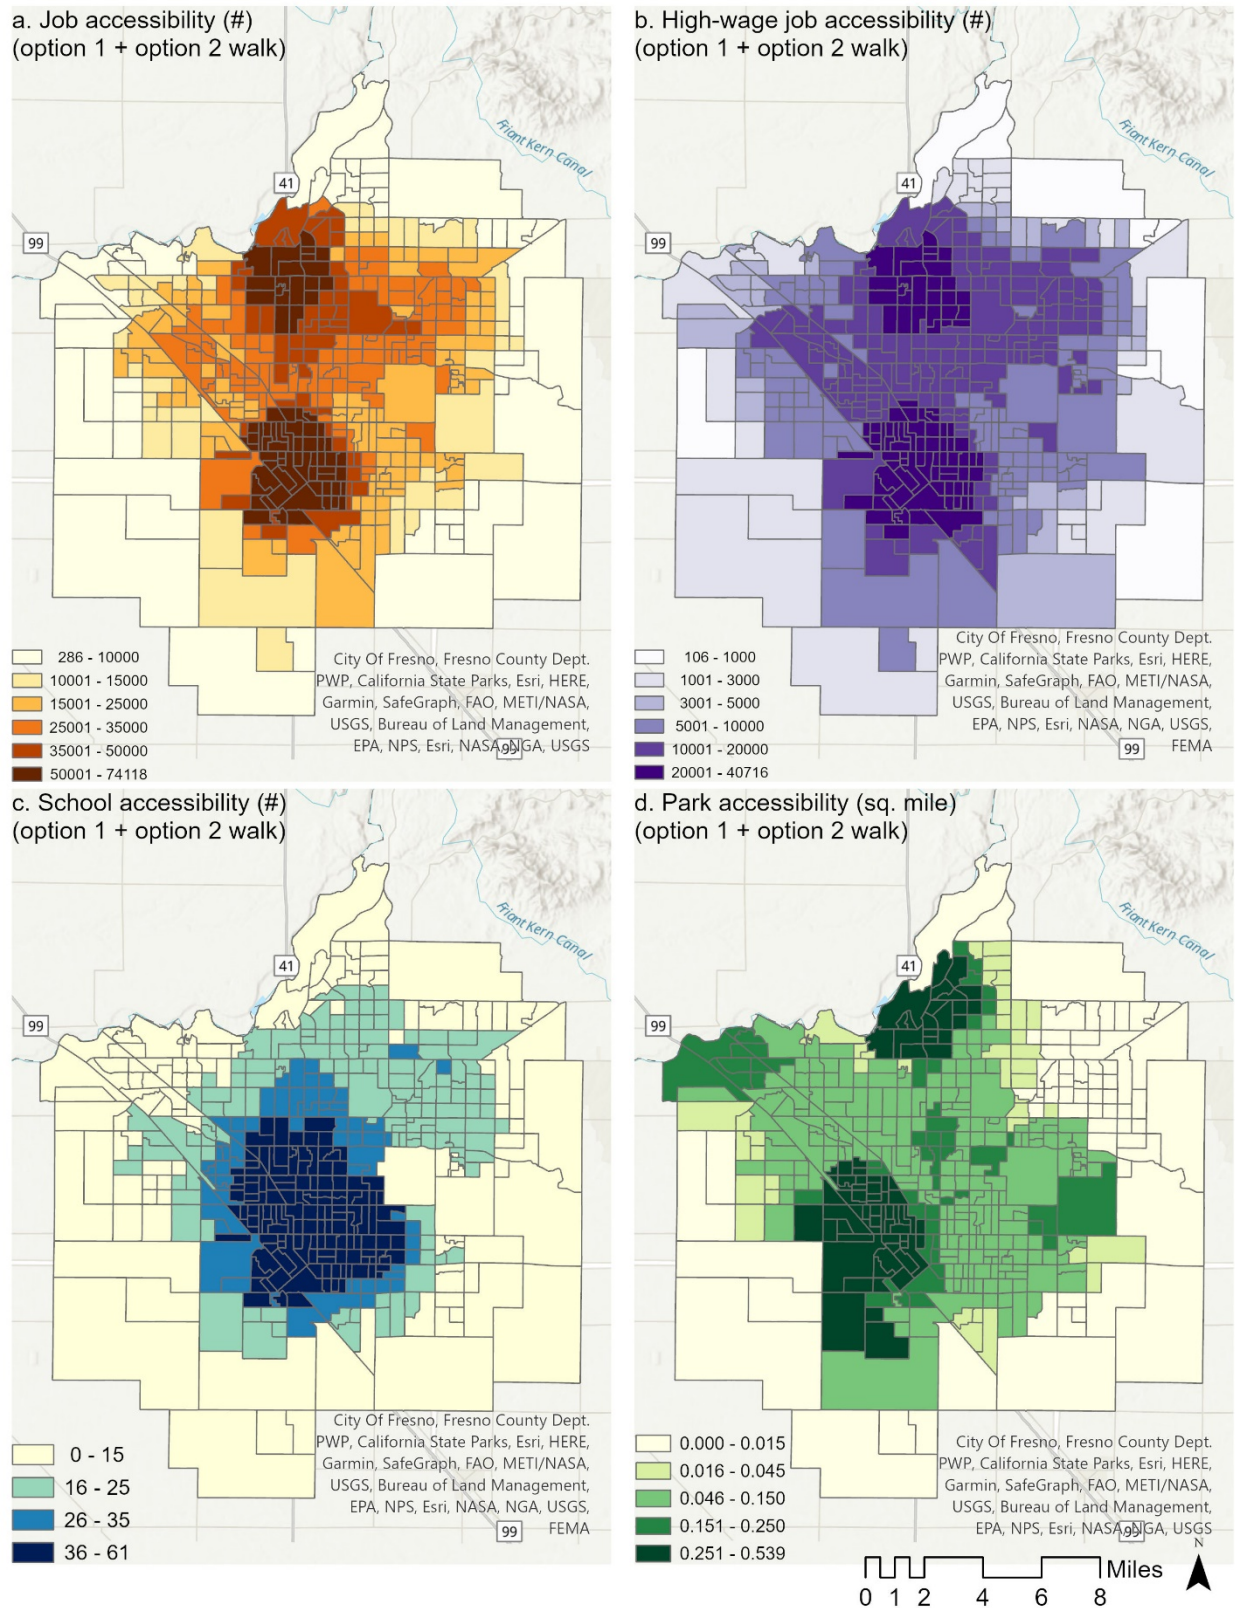 a. Job accessibility (#)
(option 1 + option 2 walk)
Friant Kern Canal
41
99
286 - 10000
10001 - 15000
15001 - 25000
25001 - 35000
35001 - 50000
50001 - 74118
City Of Fresno, Fresno County Dept.
PWP, California State Parks, Esri, HERE,
Garmin, SafeGraph, FAO, METI/NASA,
USGS, Bureau of Land Management,
EPA, NPS, Esri, NASA, NGA, USGS
99
b. High-wage job accessibility (#)
(option 1 + option 2 walk)
Friant Kern Canal
41
99
106 - 1000
1001 - 3000
3001 - 5000
5001 - 10000
10001 - 20000
20001 - 40716
City Of Fresno, Fresno County Dept.
PWP, California State Parks, Esri, HERE,
Garmin, SafeGraph, FAO, METI/NASA,
USGS, Bureau of Land Management,
EPA, NPS, Esri, NASA, NGA, USGS,
FEMA
99
c. School accessibility (#)
(option 1 + option 2 walk)
Friant Kern Canal
41
99
0 - 15
16 - 25
26 - 35
36 - 61
City Of Fresno, Fresno County Dept.
PWP, California State Parks, Esri, HERE,
Garmin, SafeGraph, FAO, METI/NASA,
USGS, Bureau of Land Management,
EPA, NPS, Esri, NASA, NGA, USGS,
FEMA
99
d. Park accessibility (sq. mile)
(option 1 + option 2 walk)
Friant Kern Canal
41
99
0.000 - 0.015
0.016 - 0.045
0.046 - 0.150
0.151 - 0.250
0.251 - 0.539
City Of Fresno, Fresno County Dept.
PWP, California State Parks, Esri, HERE,
Garmin, SafeGraph, FAO, METI/NASA,
USGS, Bureau of Land Management,
EPA, NPS, Esri, NASA, NGA, USGS
99
N
Miles
0 1 2 4 6 8